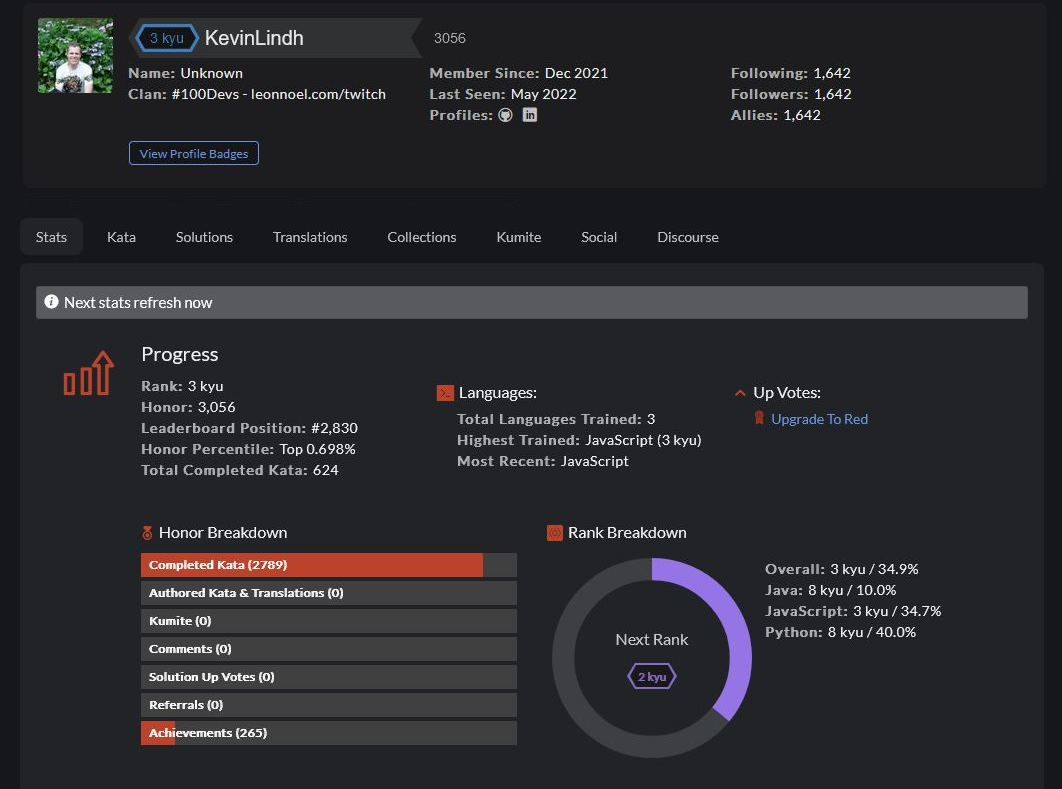 3 kyu KevinLindh 3056
Name: Unknown
Clan: #100Devs - leonnoel.com/twitch
Member Since: Dec 2021
Last Seen: May 2022
Profiles:
in
Following: 1,642
Followers: 1,642
Allies: 1,642
View Profile Badges
Stats Kata Solutions Translations Collections Kumite Social Discourse
Next stats refresh now
Progress
Rank: 3 kyu
Honor: 3,056
Leaderboard Position: #2,830
Honor Percentile: Top 0.698%
Total Completed Kata: 624
Languages:
Total Languages Trained: 3
Highest Trained: JavaScript (3 kyu)
Most Recent: JavaScript
Up Votes:
Upgrade To Red
Honor Breakdown
Completed Kata (2789)
Authored Kata & Translations (0)
Kumite (0)
Comments (0)
Solution Up Votes (0)
Referrals (0)
Achievements (265)
Rank Breakdown
Next Rank
2 kyu
Overall: 3 kyu / 34.9%
Java: 8 kyu / 10.0%
JavaScript: 3 kyu / 34.7%
Python: 8 kyu / 40.0%